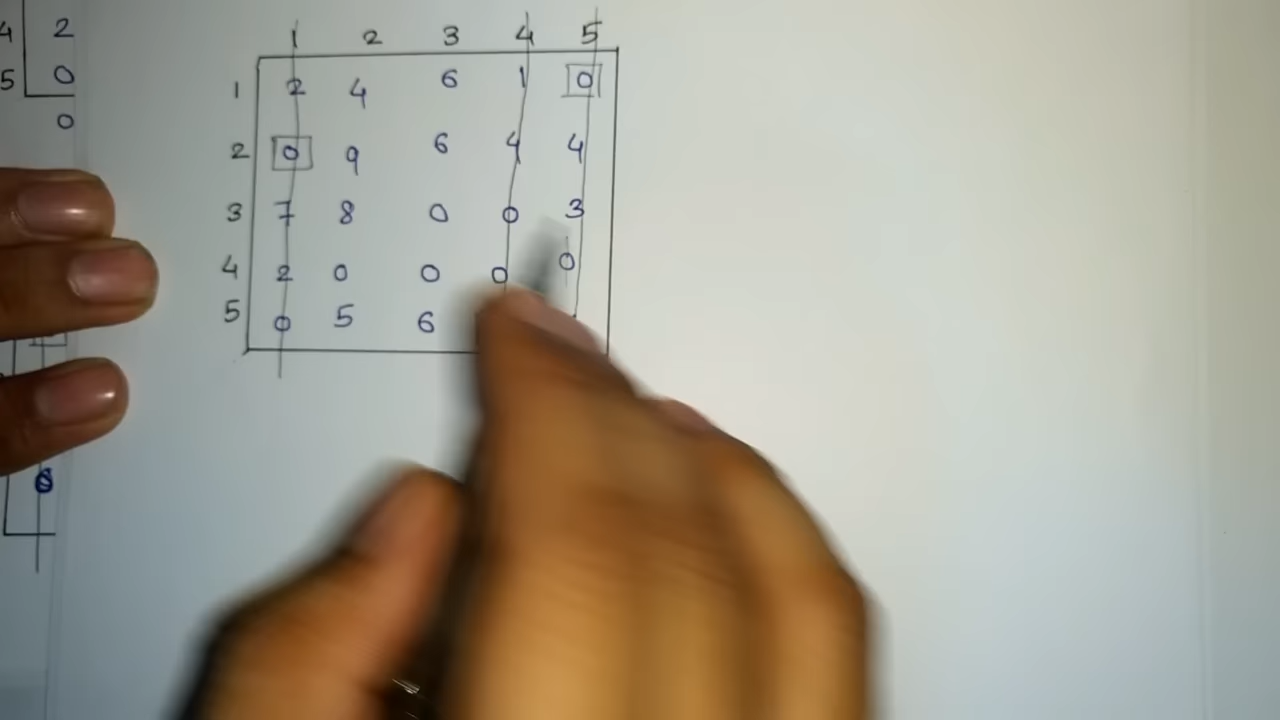 4 2
5 0
0
1 2 3 4 5
1 2 4 6 1 0
2 0 9 6 4 4
3 7 8 0 0 3
4 2 0 0 0 0
5 0 5 6